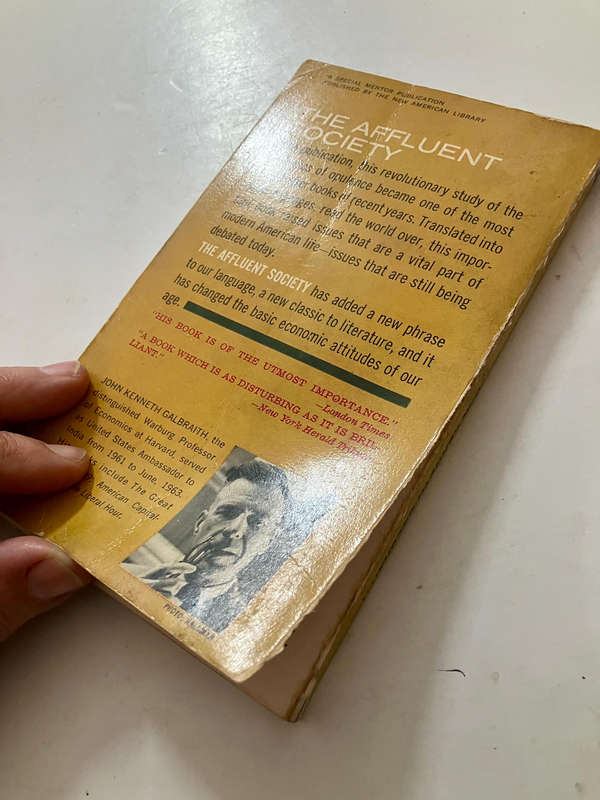 "A SPECIAL MENTOR PUBLICATION
PUBLISHED BY THE NEW AMERICAN LIBRARY
THE AFFLUENT
SOCIETY
publication, this revolutionary study of the
of opulence became one of the most
books of recent years. Translated into
read the world over, this impor-
raised issues that are a vital part of
modern American life—issues that are still being
debated today.
THE AFFLUENT SOCIETY has added a new phrase
to our language, a new classic to literature, and it
has changed the basic economic attitudes of our
age.
"HIS BOOK IS OF THE UTMOST IMPORTANCE."
—London Times
"A BOOK WHICH IS AS DISTURBING AS IT IS BRIL-
LIANT."
—New York Herald Tribune
JOHN KENNETH GALBRAITH, the
distinguished Warburg Professor
of Economics at Harvard, served
as United States Ambassador to
India from 1961 to June, 1963.
include The Great
American Capital-
Liberal Hour.
PHOTO: